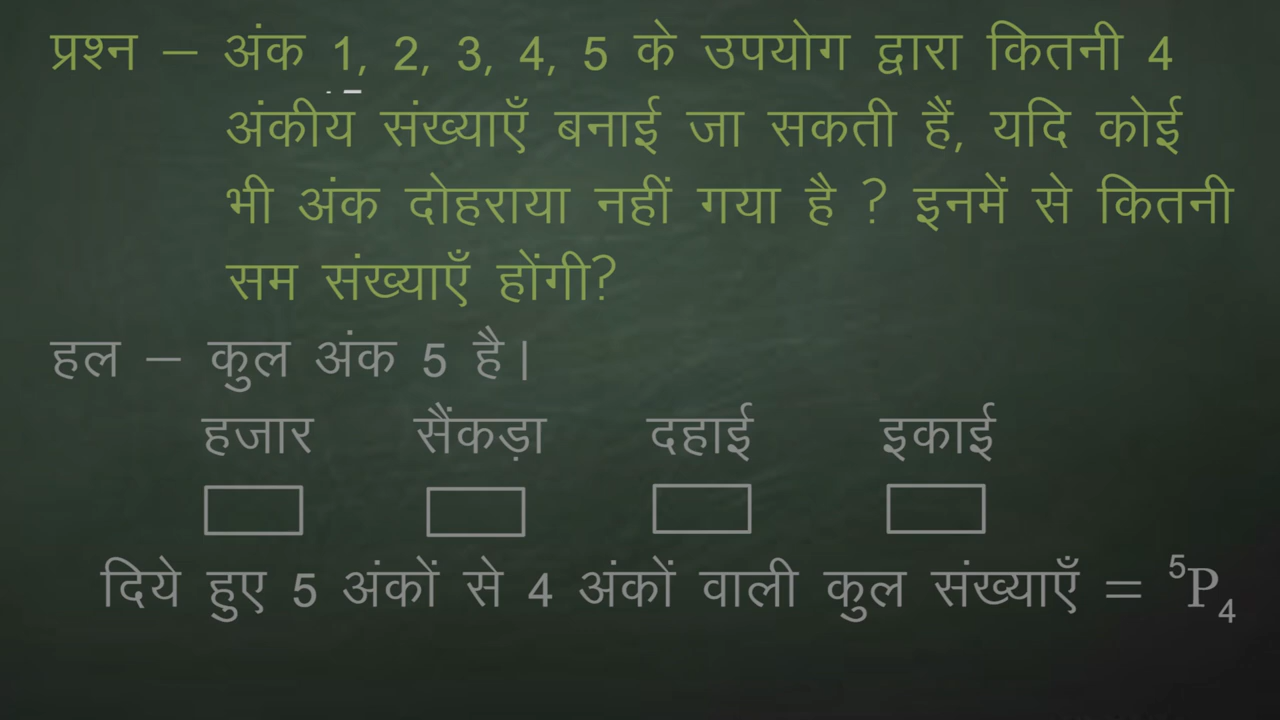 प्रश्न – अंक 1, 2, 3, 4, 5 के उपयोग द्वारा कितनी 4
अंकीय संख्याएँ बनाई जा सकती हैं, यदि कोई
भी अंक दोहराया नहीं गया है ? इनमें से कितनी
सम संख्याएँ होंगी?
हल – कुल अंक 5 है।
हजार सैंकड़ा दहाई इकाई
दिये हुए 5 अंकों से 4 अंकों वाली कुल संख्याएँ = ⁵P₄